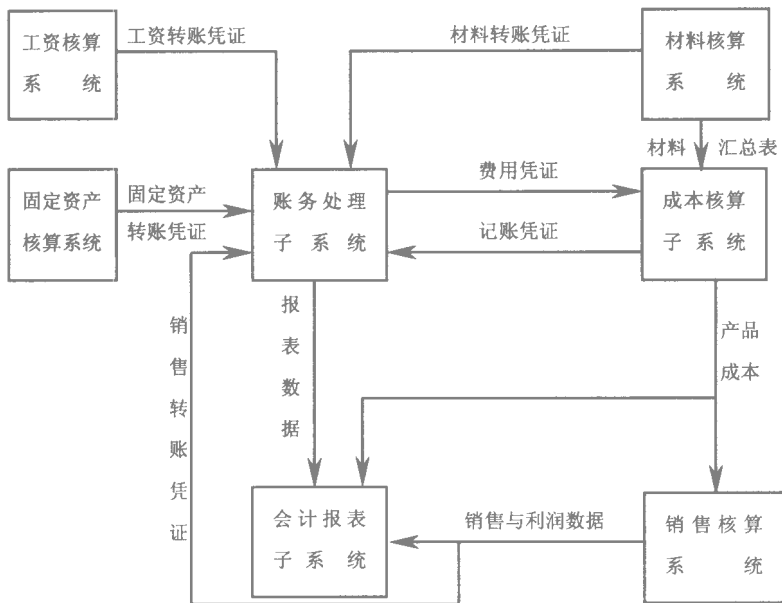 工资核算
系统
工资转账凭证
材料转账凭证
材料核算
系统
材料 汇总表
固定资产
核算系统
固定资产
转账凭证
账务处理
子系统
费用凭证
记账凭证
成本核算
子系统
销售转账凭证
报表数据
产品
成本
会计报表
子系统
销售与利润数据
销售核算
系统